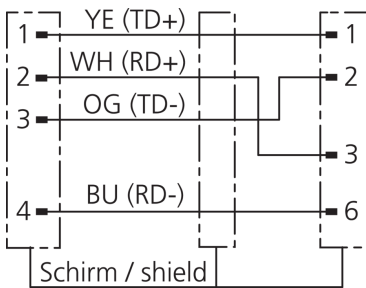 1 YE (TD+) 1
2 WH (RD+) 2
3 OG (TD-)
3
4 BU (RD-) 6
Schirm / shield